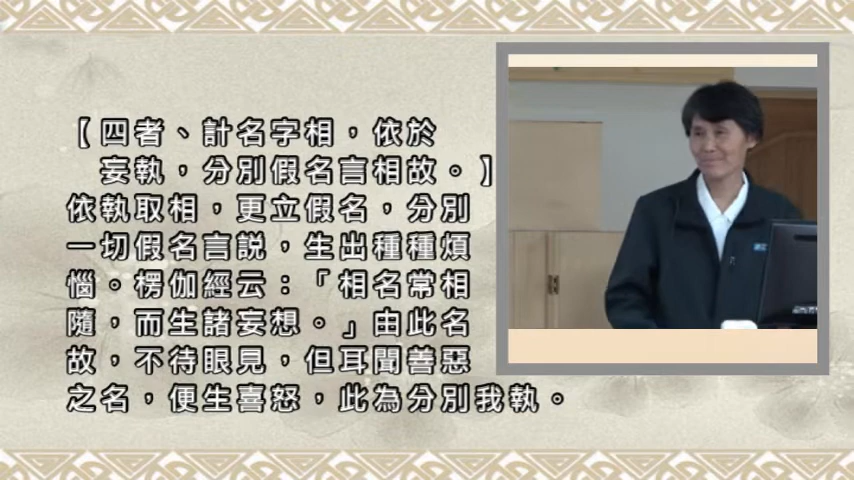 【四者、計名字相，依於
妄執，分別假名言相故。】
依執取相，更立假名，分別
一切假名言說，生出種種煩
惱。楞伽經云：「相名常相
隨，而生諸妄想。」由此名
故，不待眼見，但耳聞善惡
之名，便生喜怒，此為分別我執。